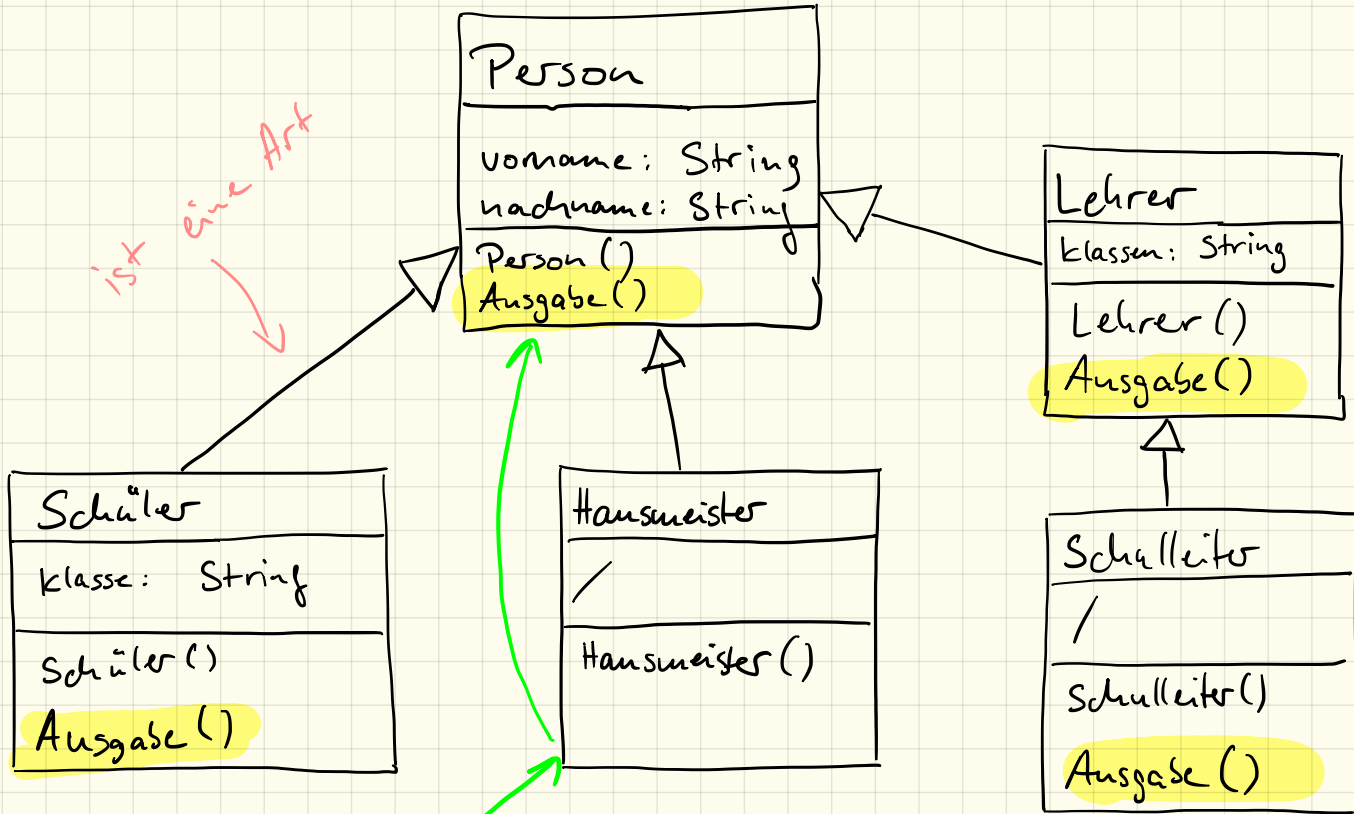 Person
vorname: String
nachname: String
Person()
Ausgabe()
ist eine Art
Lehrer
klassen: String
Lehrer()
Ausgabe()
Schüler
klasse: String
Schüler()
Ausgabe()
Hausmeister
/
Hausmeister()
Schulleiter
/
Schulleiter()
Ausgabe()